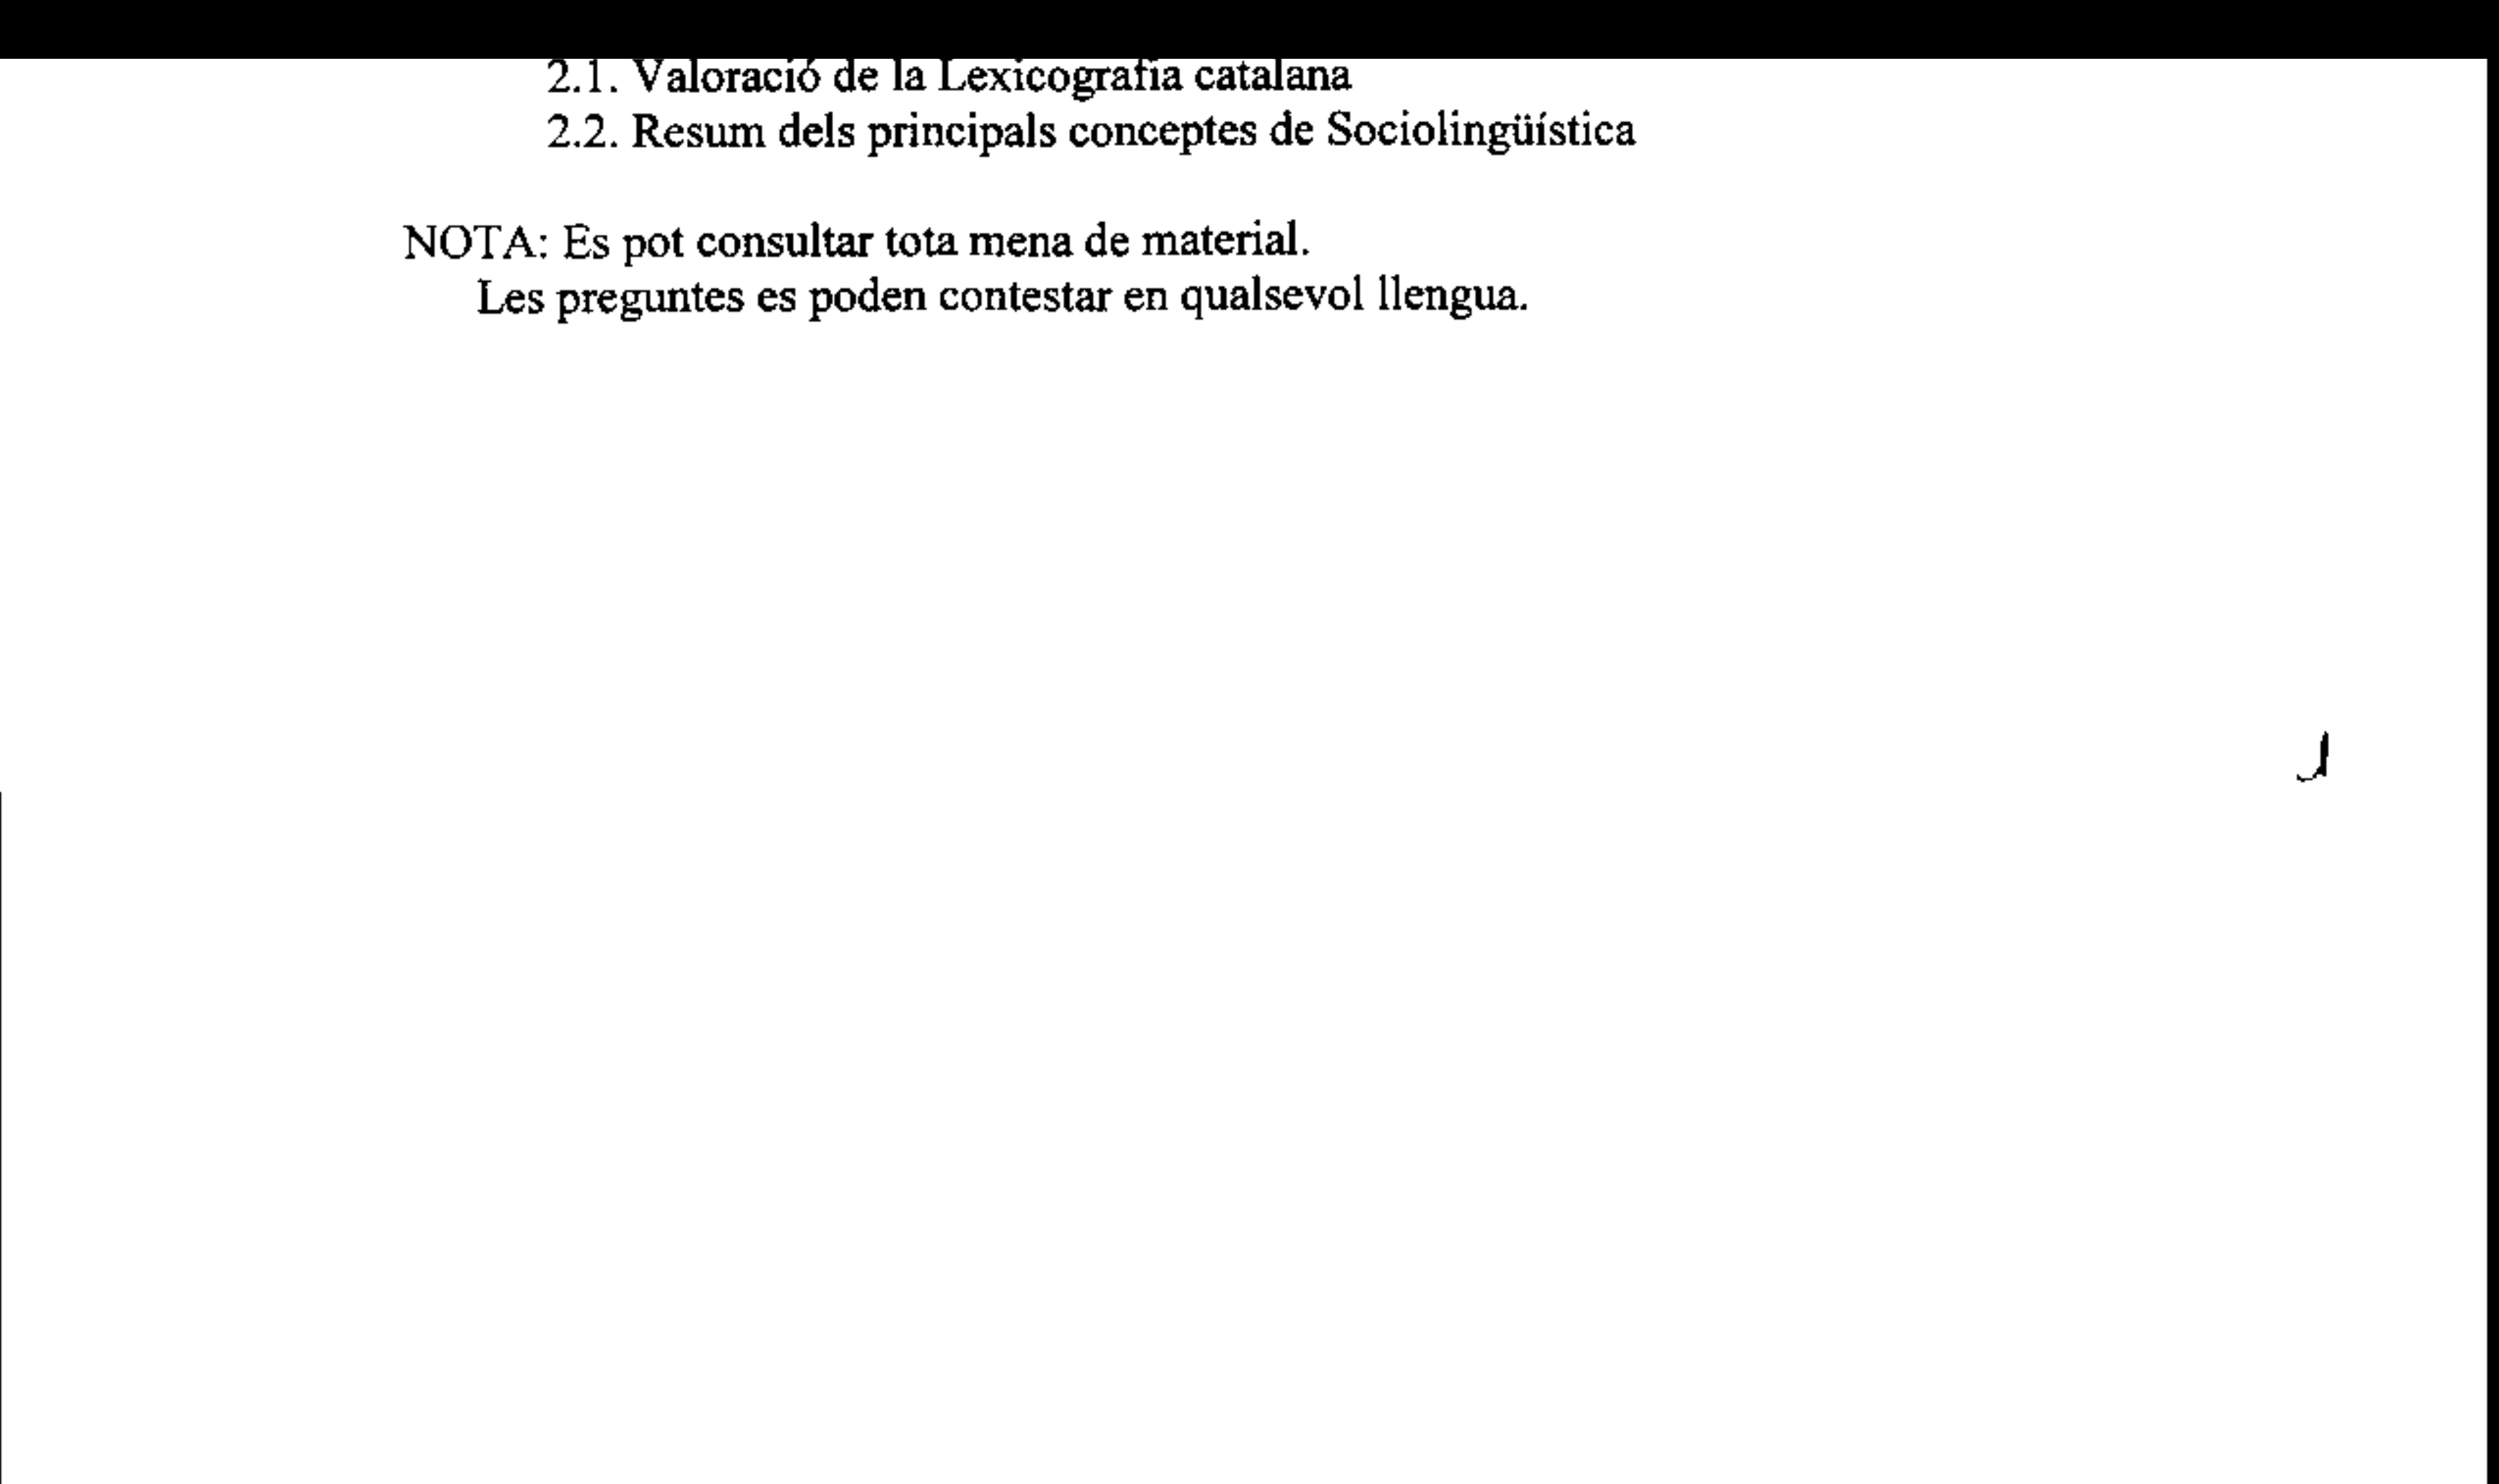 2.1. Valoració de la Lexicografia catalana
2.2. Resum dels principals conceptes de Sociolingüística
NOTA: Es pot consultar tota mena de material.
Les preguntes es poden contestar en qualsevol llengua.